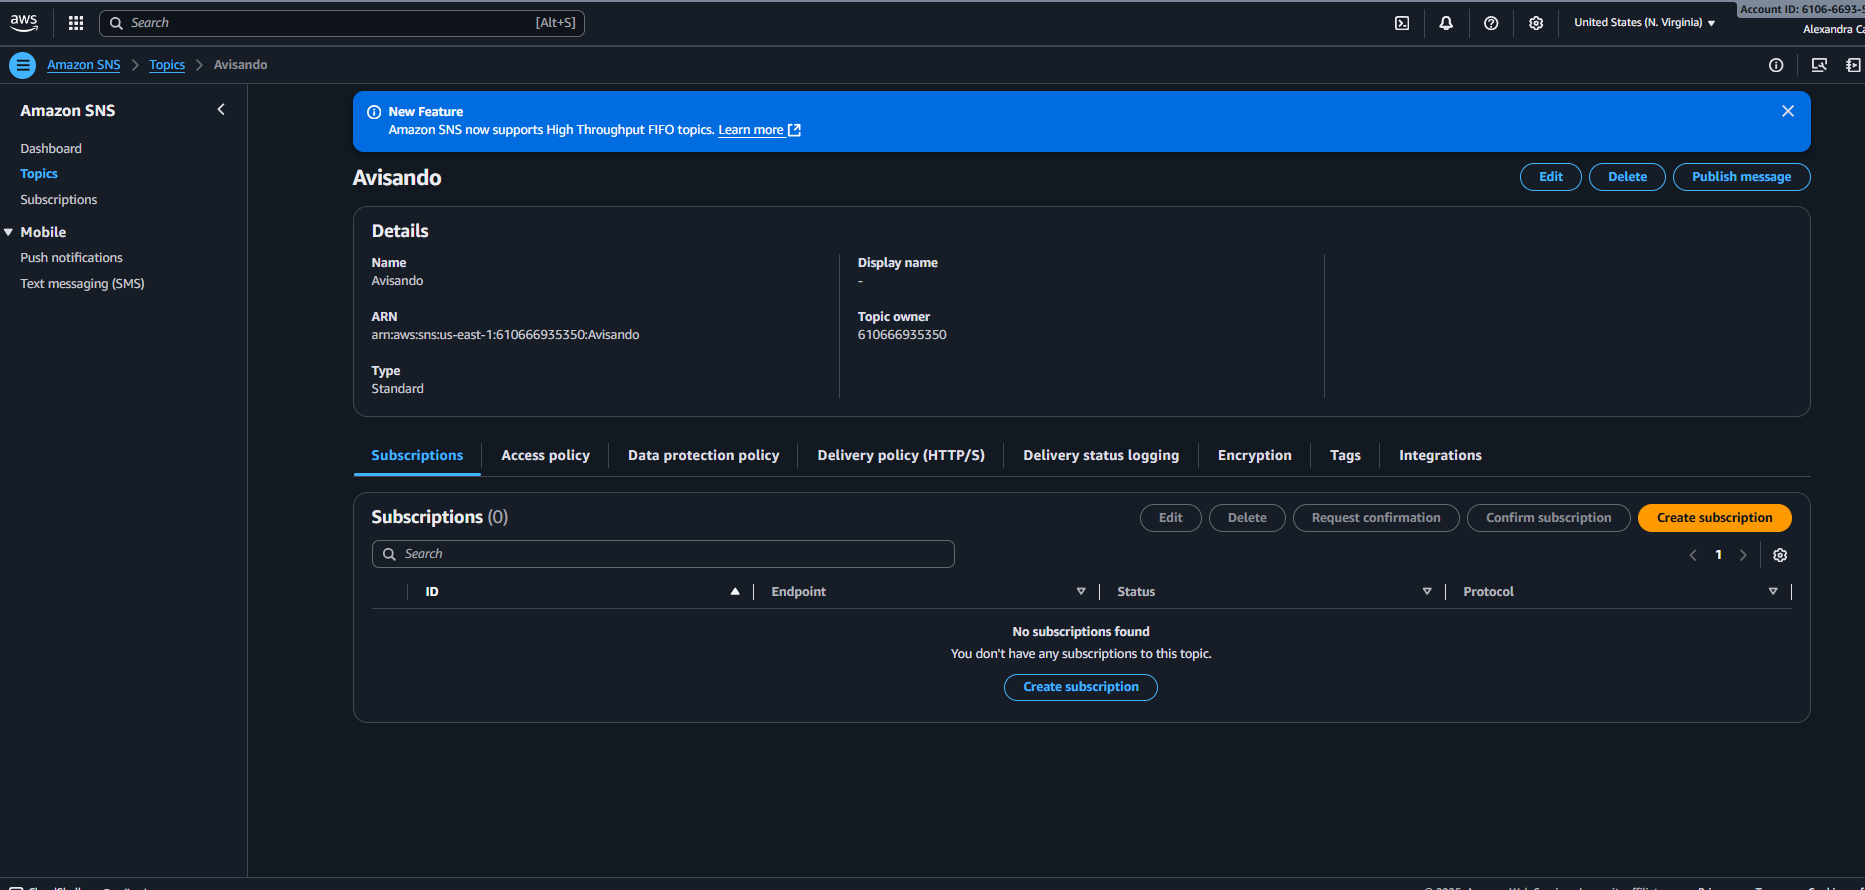 aws
Search [Alt+S]
United States (N. Virginia)
Account ID: 6106-6693-5
Alexandra Ca
Amazon SNS
Topics
Avisando
Amazon SNS
Dashboard
Topics
Subscriptions
Mobile
Push notifications
Text messaging (SMS)
New Feature
Amazon SNS now supports High Throughput FIFO topics. Learn more
Avisando
Edit
Delete
Publish message
Details
Name
Avisando
ARN
arn:aws:sns:us-east-1:610666935350:Avisando
Type
Standard
Display name
-
Topic owner
610666935350
Subscriptions
Access policy
Data protection policy
Delivery policy (HTTP/S)
Delivery status logging
Encryption
Tags
Integrations
Subscriptions (0)
Edit
Delete
Request confirmation
Confirm subscription
Create subscription
Search
1
ID
Endpoint
Status
Protocol
No subscriptions found
You don't have any subscriptions to this topic.
Create subscription